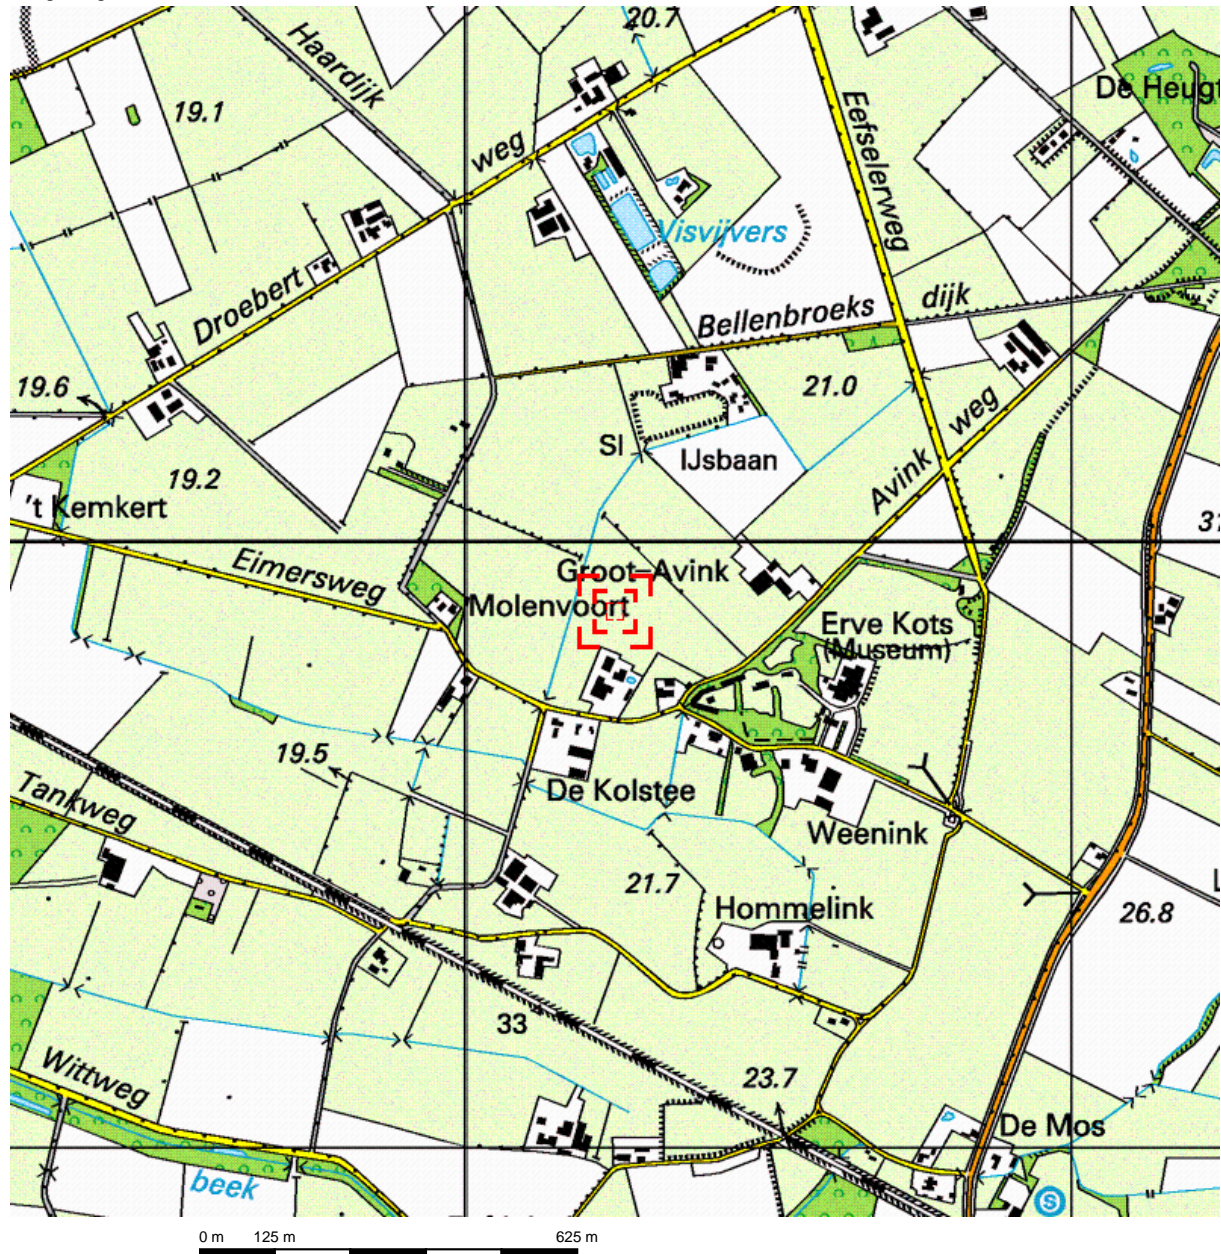 20.7
Haardijk
De Heugt
19.1
Eefselerweg
weg
Visvijvers
dijk
Droebert
Bellenbroeks
19.6
21.0
weg
SI
IJsbaan
19.2
Avink
't Kemkert
31
Eimersweg
Groot-Avink
Molenvoort
Erve Kots
(Museum)
19.5
De Kolstee
Tankweg
Weenink
21.7
L
Hommelink
26.8
33
Wittweg
23.7
De Mos
beek
S
0 m 125 m 625 m